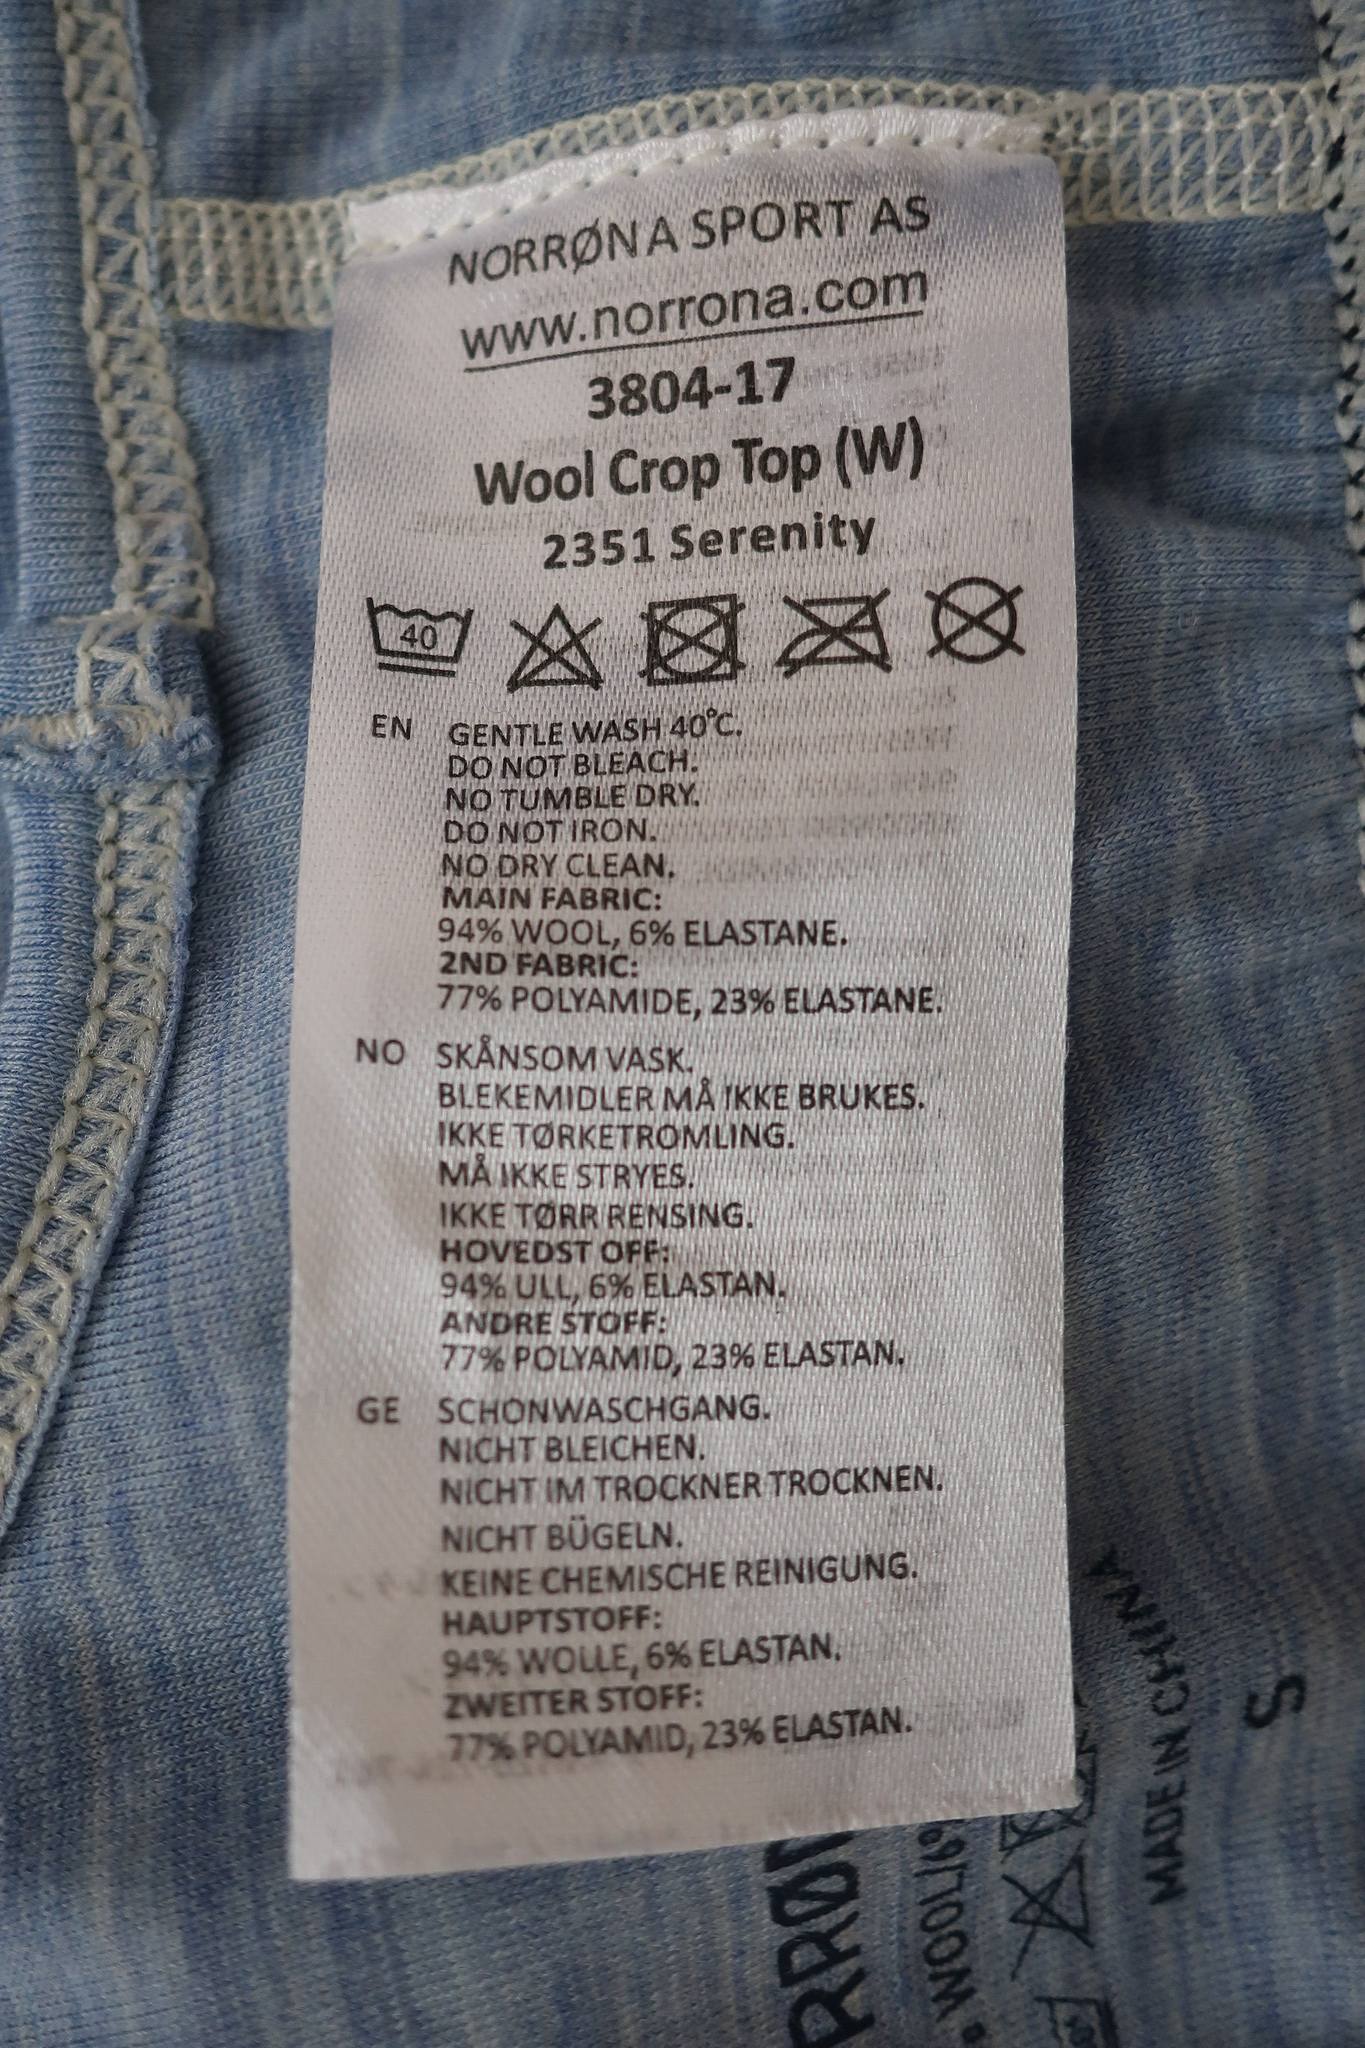 NORRØNA SPORT AS
www.norrona.com
3804-17
Wool Crop Top (W)
2351 Serenity
40
EN GENTLE WASH 40°C.
DO NOT BLEACH.
NO TUMBLE DRY.
DO NOT IRON.
NO DRY CLEAN.
MAIN FABRIC:
94% WOOL, 6% ELASTANE.
2ND FABRIC:
77% POLYAMIDE, 23% ELASTANE.
NO SKÅNSOM VASK.
BLEKEMIDLER MÅ IKKE BRUKES.
IKKE TØRKETROMLING.
MÅ IKKE STRYES.
IKKE TØRR RENSING.
HOVEDST OFF:
94% ULL, 6% ELASTAN.
ANDRE STOFF:
77% POLYAMID, 23% ELASTAN.
GE SCHONWASCHGANG.
NICHT BLEICHEN.
NICHT IM TROCKNER TROCKNEN.
NICHT BÜGELN.
KEINE CHEMISCHE REINIGUNG.
HAUPTSTOFF:
94% WOLLE, 6% ELASTAN.
ZWEITER STOFF:
77% POLYAMID, 23% ELASTAN.
RRØN
WOOL/6%
MADE IN CHINA
S